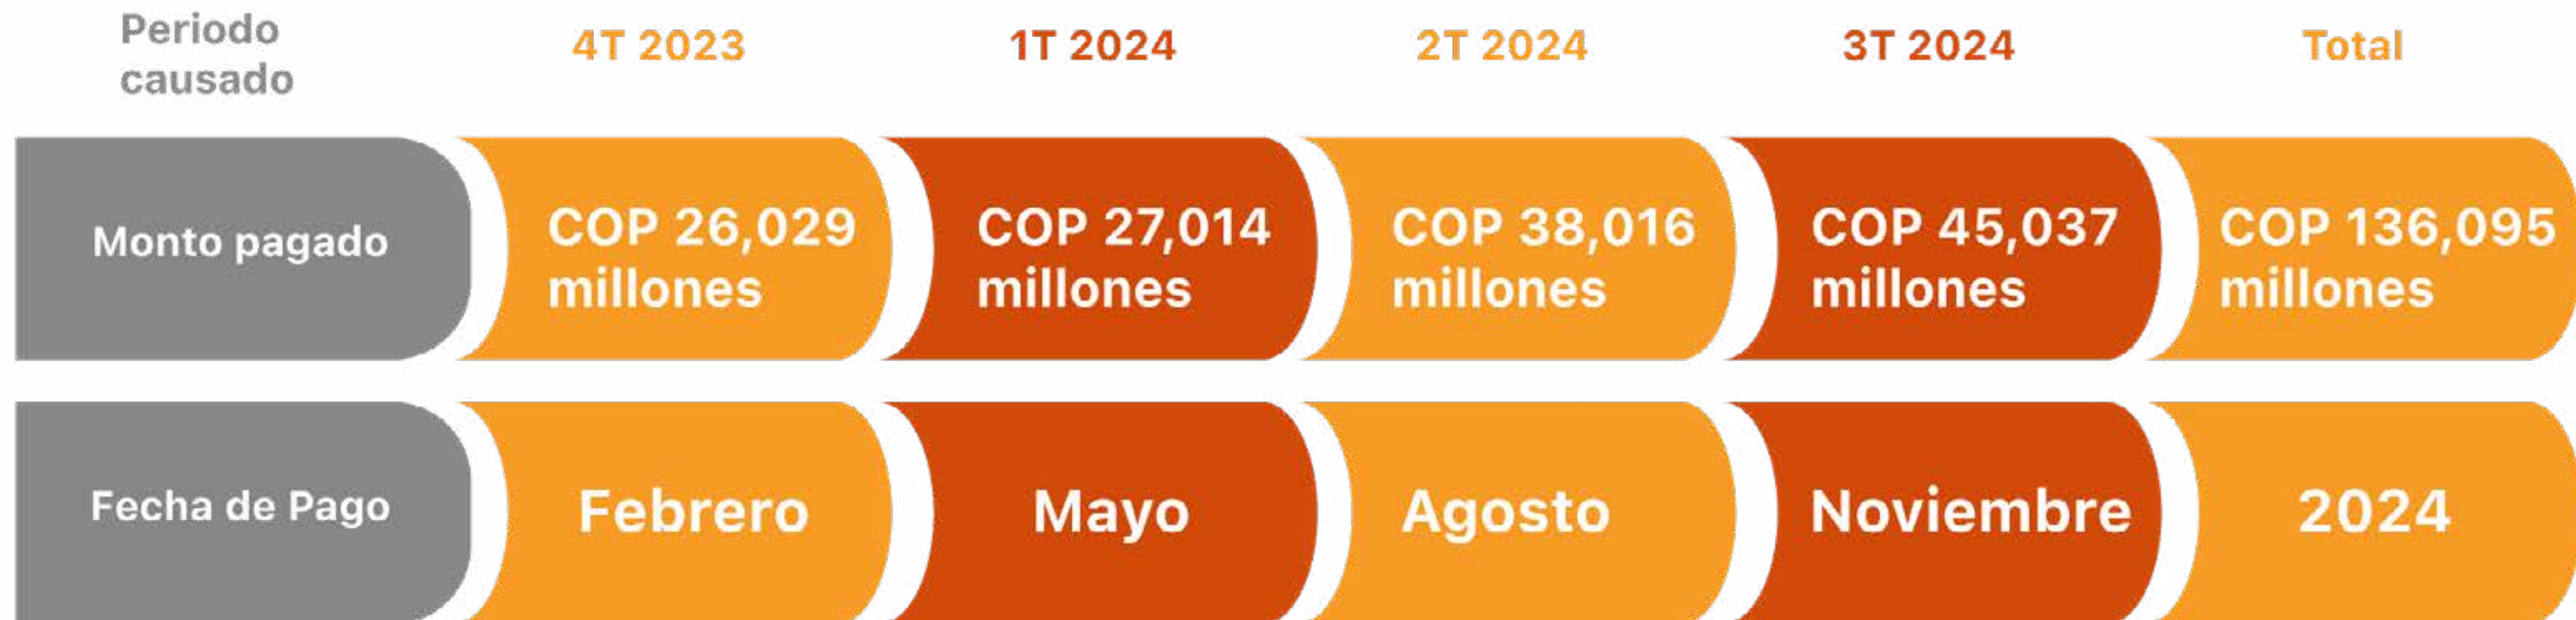 Periodo
causado
4T 2023
1T 2024
2T 2024
3T 2024
Total
Monto pagado
COP 26,029
millones
COP 27,014
millones
COP 38,016
millones
COP 45,037
millones
COP 136,095
millones
Fecha de Pago
Febrero
Mayo
Agosto
Noviembre
2024